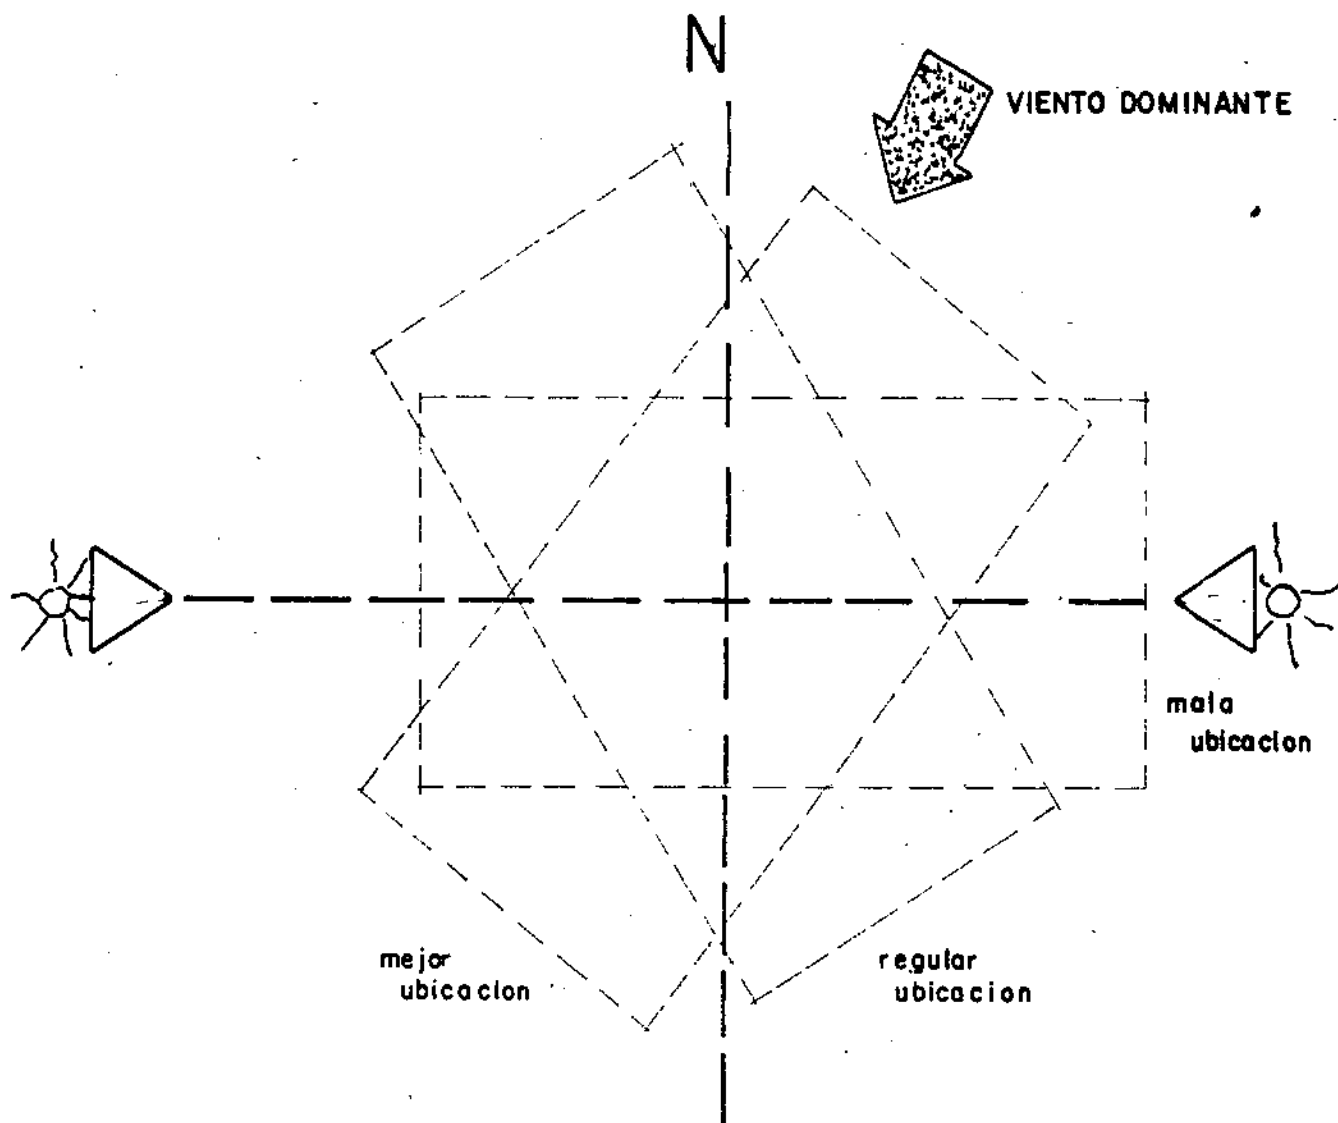 N
VIENTO DOMINANTE
mala
ubicacion
mejor
ubicacion
regular
ubicacion